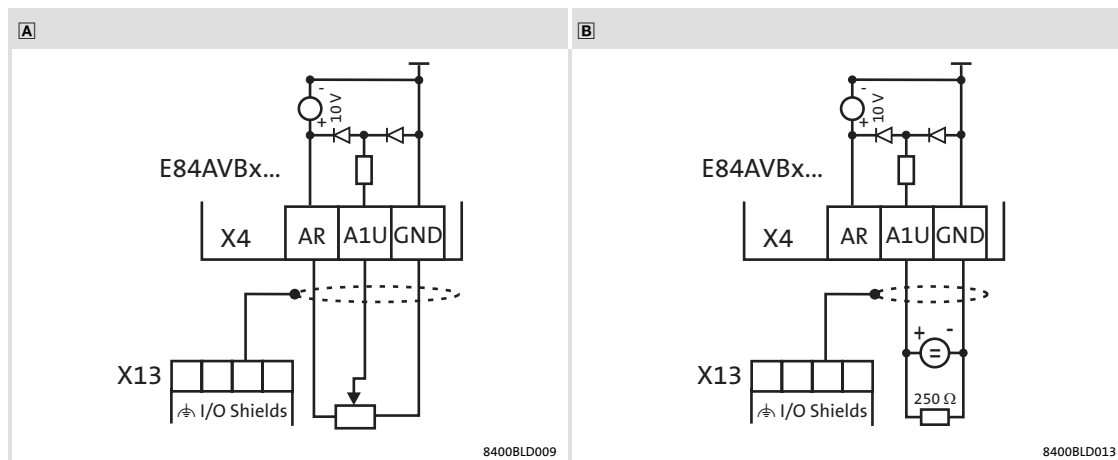 A
B
-
+
10 V
E84AVBx...
X4
AR
A1U
GND
X13
I/O Shields
8400BLD009
-
+
10 V
E84AVBx...
X4
AR
A1U
GND
+
-
=
X13
I/O Shields
250 Ω
8400BLD013